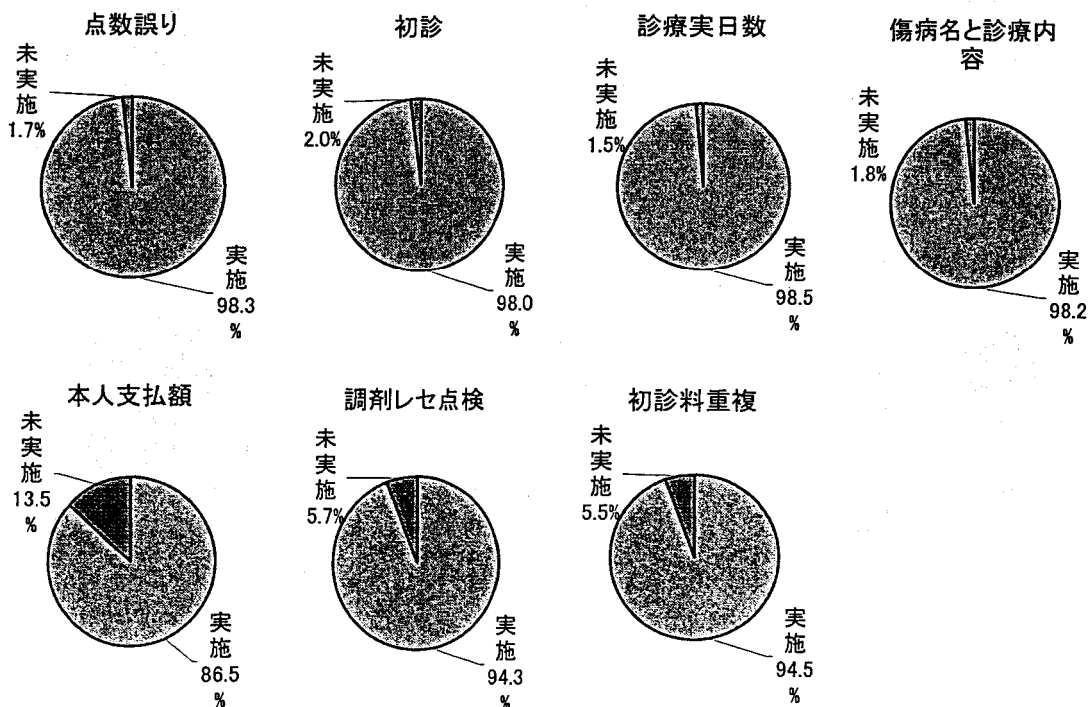 点数誤り
未実施
1.7%
実施
98.3
%
初診
未実施
2.0%
実施
98.0
%
診療実日数
未実施
1.5%
実施
98.5
%
傷病名と診療内
容
未実施
1.8%
実施
98.2
%
本人支払額
未実施
13.5
%
実施
86.5
%
調剤レセ点検
未実施
5.7%
実施
94.3
%
初診料重複
未実施
5.5%
実施
94.5
%